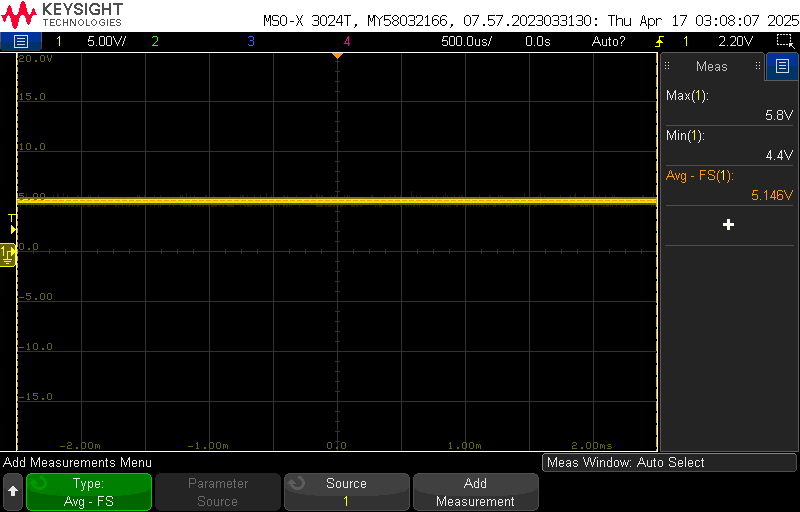 KEYSIGHT
TECHNOLOGIES
MSO-X 3024T, MY58032166, 07.57.2023033130: Thu Apr 17 03:08:07 2025
1 5.00V/ 2 3 4 500.0us/ 0.0s Auto? 1 2.20V
20.0V
15.0
10.0
5.00
0.0
-5.00
-10.0
-15.0
-2.00m -1.00m 0.0 1.00m 2.00ms
T
1
Meas
Max(1):
5.8V
Min(1):
4.4V
Avg - FS(1):
5.146V
Add Measurements Menu
Meas Window: Auto Select
Type:
Avg - FS
Parameter
Source
Source
1
Add
Measurement